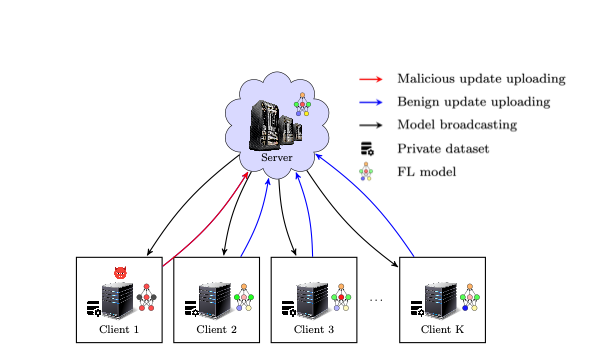 Malicious update uploading
Benign update uploading
Model broadcasting
Private dataset
FL model
Server
Client 1
Client 2
Client 3
...
Client K